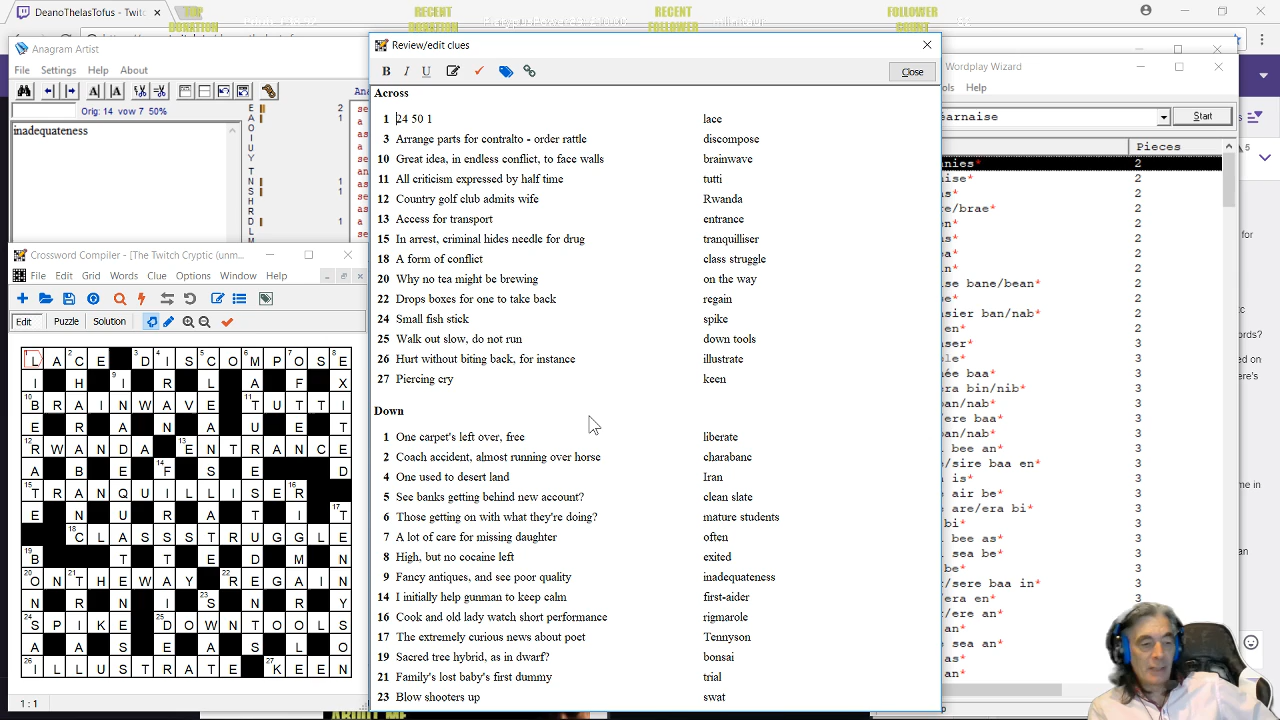 DeanoTheIsTofus - Twitc
RECENT
RECENT
FOLLOWER
COUNT
DURATION
Anagram Artist
File Settings Help About
Orig: 14 vow 7 50%
inadequateness
Review/edit clues
B I U
Close
Across
1 24 50 1 lace
3 Arrange parts for contralto - order rattle discompose
10 Great idea, in endless conflict, to face walls brainwave
11 All criticism expressed by half time tutti
12 Country golf club admits wife Rwanda
13 Access for transport entrance
15 In arrest, criminal hides needle for drug tranquilliser
18 A form of conflict class struggle
20 Why no tea might be brewing on the way
22 Drops boxes for one to take back regain
24 Small fish stick spike
25 Walk out slow, do not run down tools
26 Hurt without biting back, for instance illustrate
27 Piercing cry keen
Down
1 One carpet's left over, free liberate
2 Coach accident, almost running over horse charabanc
4 One used to desert land Iran
5 See banks getting behind new account? clean slate
6 Those getting on with what they're doing? mature students
7 A lot of care for missing daughter often
8 High, but no cocaine left exited
9 Fancy antiques, and see poor quality inadequateness
14 I initially help gunman to keep calm first-aider
16 Cook and old lady watch short performance rigmarole
17 The extremely curious news about poet Tennyson
19 Sacred tree hybrid, as in dwarf? bonsai
21 Family's lost baby's first dummy trial
23 Blow shooters up swat
Crossword Compiler - [The Twitch Cryptic (unm...
File Edit Grid Words Clue Options Window Help
Edit Puzzle Solution
1 : 1
Wordplay Wizard
Help
earnaise
Start
Pieces
ABOUT ME